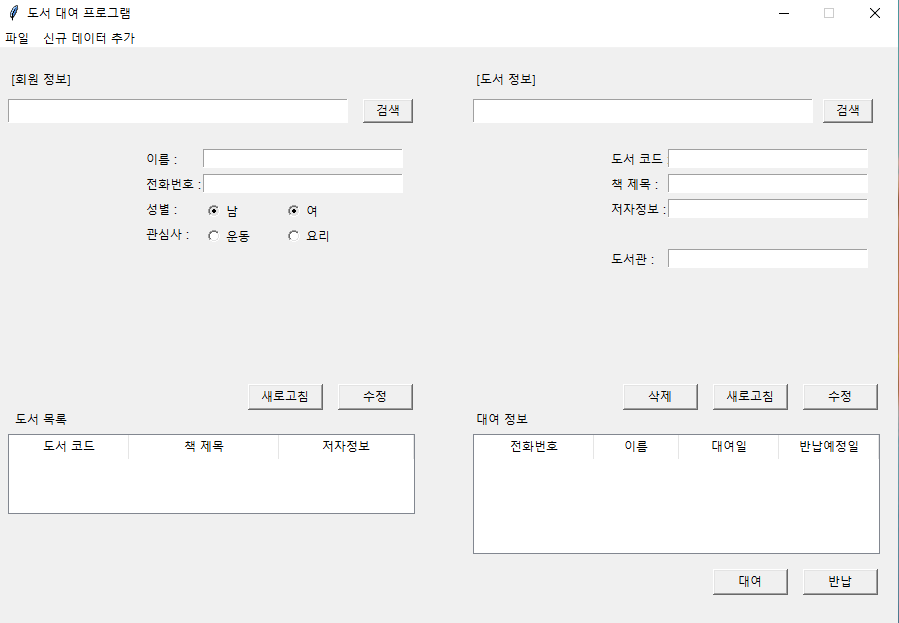 도서 대여 프로그램
파일 신규 데이터 추가
[회원 정보]
검색
이름 :
전화번호 :
성별 : 남 여
관심사 : 운동 요리
새로고침 수정
도서 목록
도서 코드 책 제목 저자정보
[도서 정보]
검색
도서 코드
책 제목 :
저자정보 :
도서관 :
삭제 새로고침 수정
대여 정보
전화번호 이름 대여일 반납예정일
대여 반납